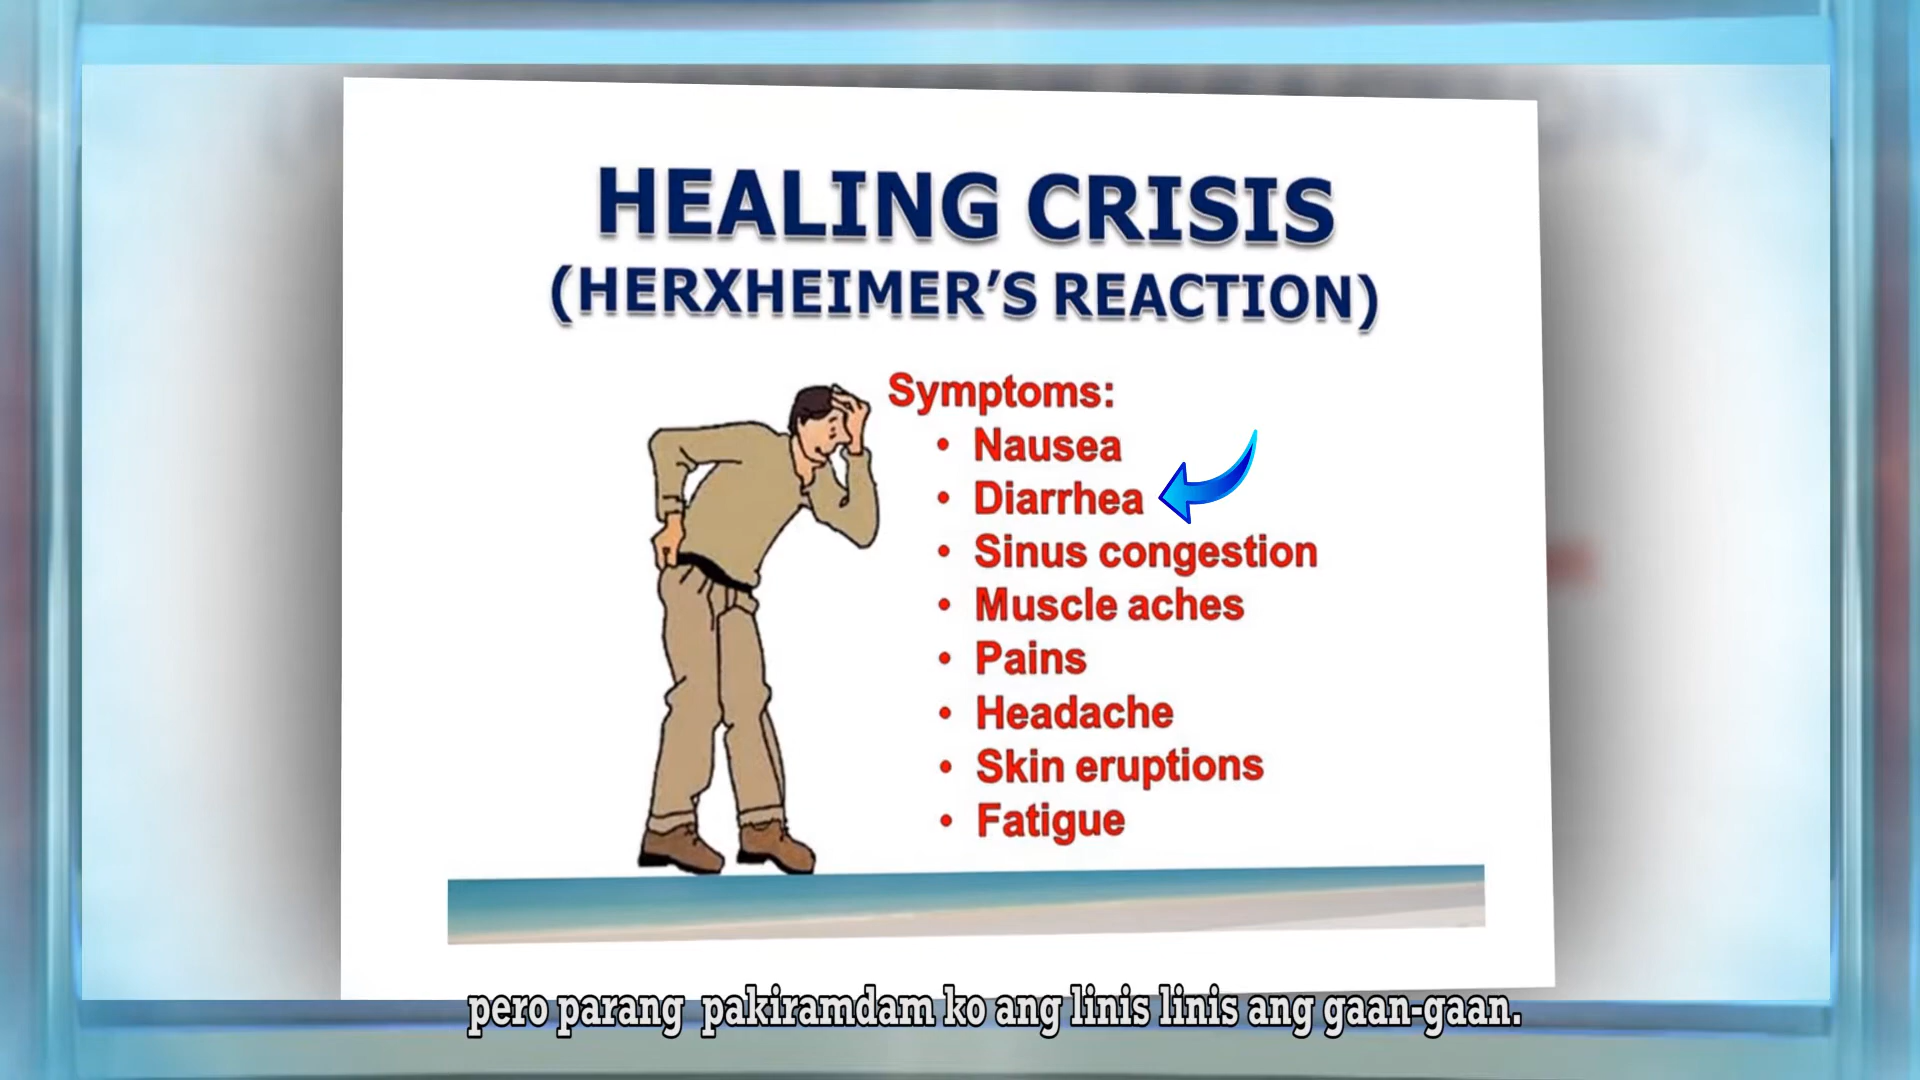 HEALING CRISIS
(HERXHEIMER'S REACTION)
Symptoms:
• Nausea
• Diarrhea
• Sinus congestion
• Muscle aches
• Pains
• Headache
• Skin eruptions
• Fatigue
pero parang pakiramdam ko ang linis linis ang gaan-gaan.